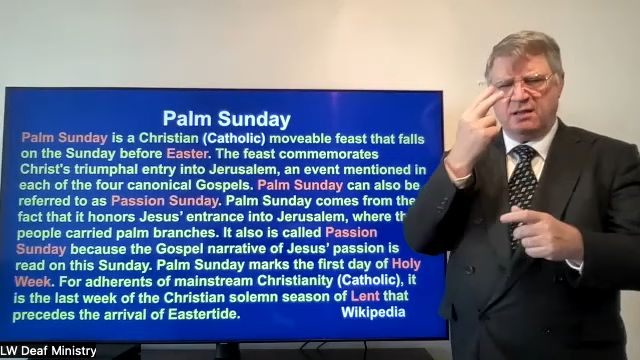 Palm Sunday
Palm Sunday is a Christian (Catholic) moveable feast that falls
on the Sunday before Easter. The feast commemorates
Christ's triumphal entry into Jerusalem, an event mentioned in
each of the four canonical Gospels. Palm Sunday can also be
referred to as Passion Sunday. Palm Sunday comes from the
fact that it honors Jesus' entrance into Jerusalem, where
people carried palm branches. It also is called Passion
Sunday because the Gospel narrative of Jesus' passion is
read on this Sunday. Palm Sunday marks the first day of Holy
Week. For adherents of mainstream Christianity (Catholic), it
is the last week of the Christian solemn season of Lent that
precedes the arrival of Eastertide. Wikipedia
LW Deaf Ministry